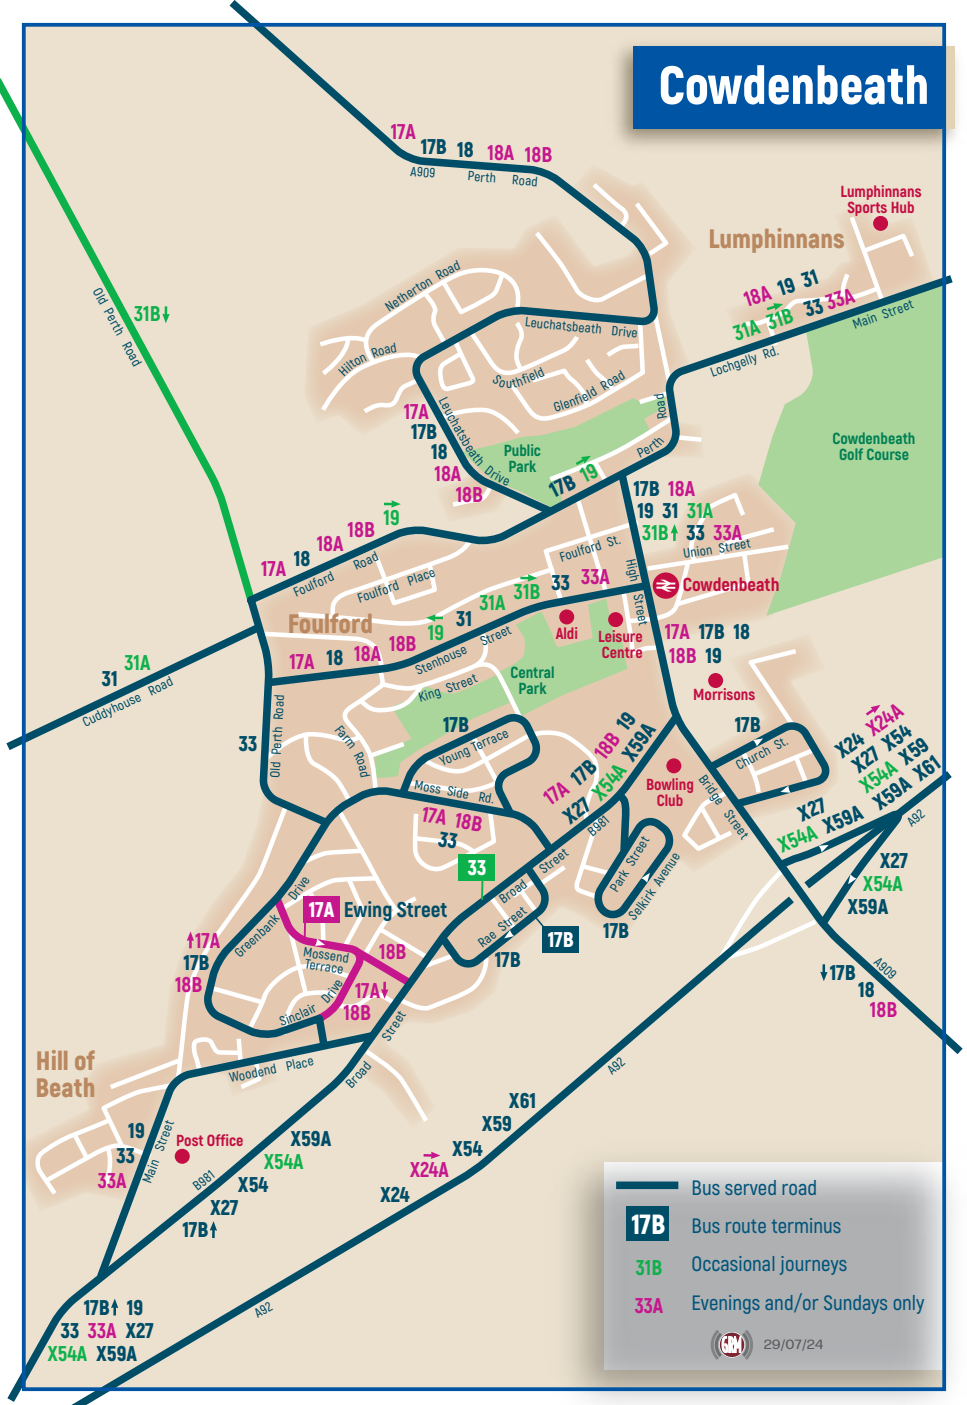 Cowdenbeath
17A
17B 18 18A 18B
A909 Perth Road
Lumphinnans
Sports Hub
Lumphinnans
Netherton Road
18A 19 31
31A 31B 33 33A
Main Street
Lochgelly Rd.
Old Perth Road
31B
Leuchatsbeath Drive
Hilton Road
Southfield
Glenfield Road
Leuchatsbeath Drive
17A
17B
18
18A
18B
Perth Road
Public
Park
Cowdenbeath
Golf Course
17B 19
17B 18A
19 31 31A
31B 33 33A
Union Street
17A 18 18A 18B 19
Foulford Road
Foulford Place
Foulford St.
High Street
Cowdenbeath
Foulford
19 31 31A 31B 33 33A
17A 18 18A 18B
Stenhouse Street
Aldi
Leisure
Centre
17A 17B 18
18B 19
Morrisons
31 31A
Cuddyhouse Road
King Street
Central
Park
33
Old Perth Road
Farm Road
17B
Young Terrace
Moss Side Rd.
17A 18B
33
17A 17B 18B 19
X27 X54A X59A
B981
Bowling
Club
17B
Church St.
Bridge Street
X24 X24A
X27 X54
X54A X59
X59A X61
A92
X27
X54A X59A
X27
X54A
X59A
33
Broad Street
Rae Street
17B
17B
Park Street
Selkirk Avenue
17B
17A Ewing Street
Greenbank Drive
Mossend
Terrace
18B
17A
17B
18B
17A
18B
Sinclair Drive
Broad Street
Woodend Place
A909
17B
18
18B
Hill of
Beath
19
33
33A
Main Street
Post Office
B981
X59A
X54A
X54
X27
17B
A92
X61
X59
X54
X24A
X24
A92
17B 19
33 33A X27
X54A X59A
Bus served road
17B Bus route terminus
31B Occasional journeys
33A Evenings and/or Sundays only
GRM 29/07/24